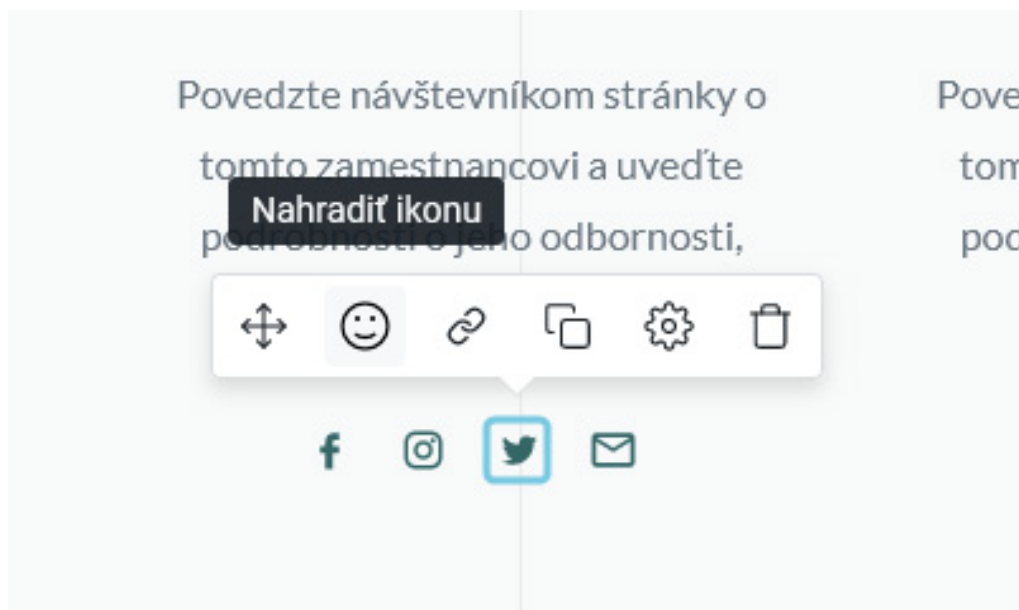 Povedzte návštevníkom stránky o
tomto zamestnancovi a uveďte
Nahradiť ikonu
podrobnosti o jeho odbornosti,
Pove
tom
pod